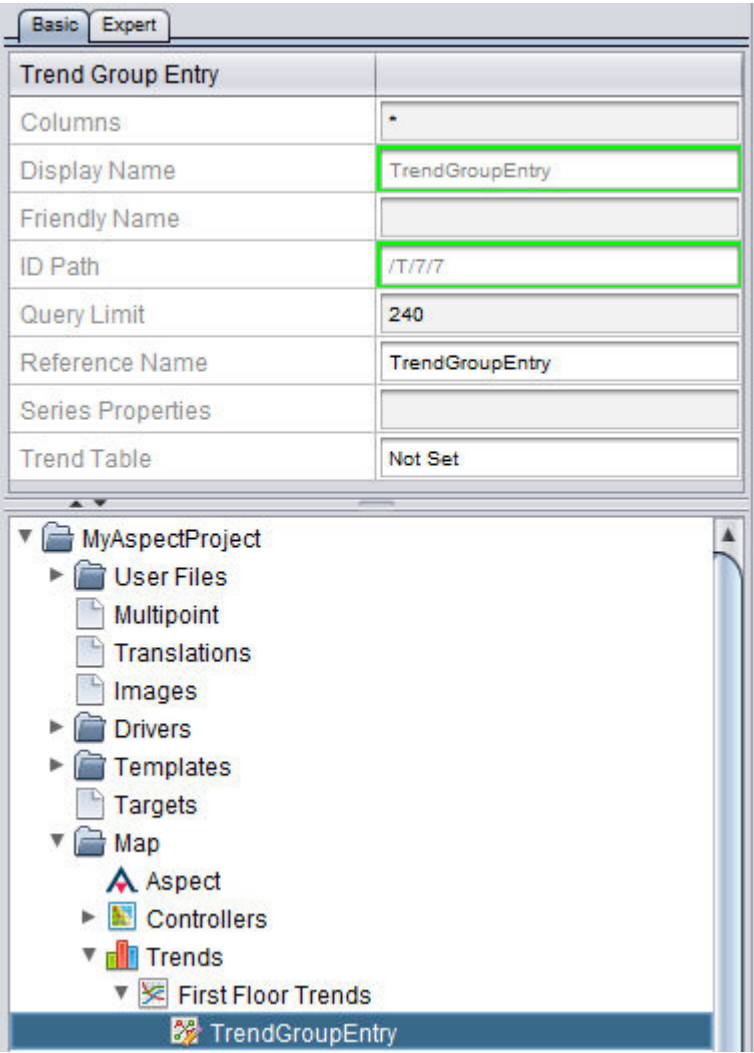 Basic Expert
Trend Group Entry
Columns *
Display Name TrendGroupEntry
Friendly Name
ID Path /T/7/7
Query Limit 240
Reference Name TrendGroupEntry
Series Properties
Trend Table Not Set
MyAspectProject
User Files
Multipoint
Translations
Images
Drivers
Templates
Targets
Map
Aspect
Controllers
Trends
First Floor Trends
TrendGroupEntry